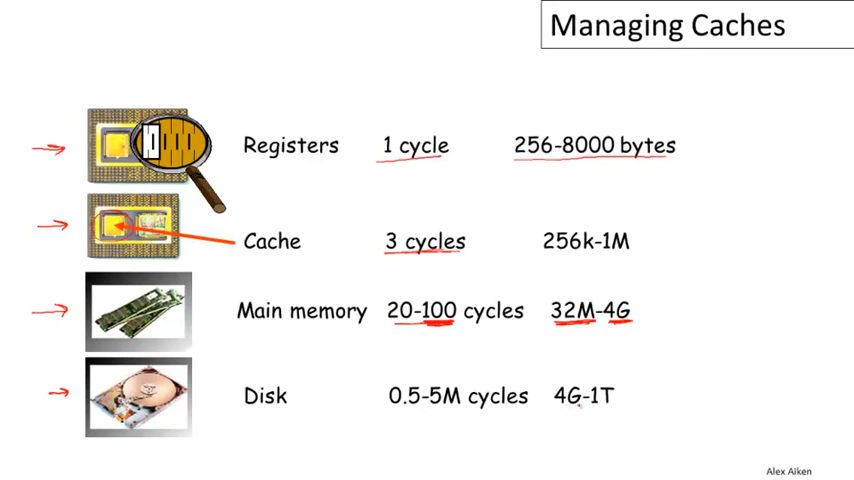 Managing Caches
Registers 1 cycle 256-8000 bytes
Cache 3 cycles 256k-1M
Main memory 20-100 cycles 32M-4G
Disk 0.5-5M cycles 4G-1T
Alex Aiken